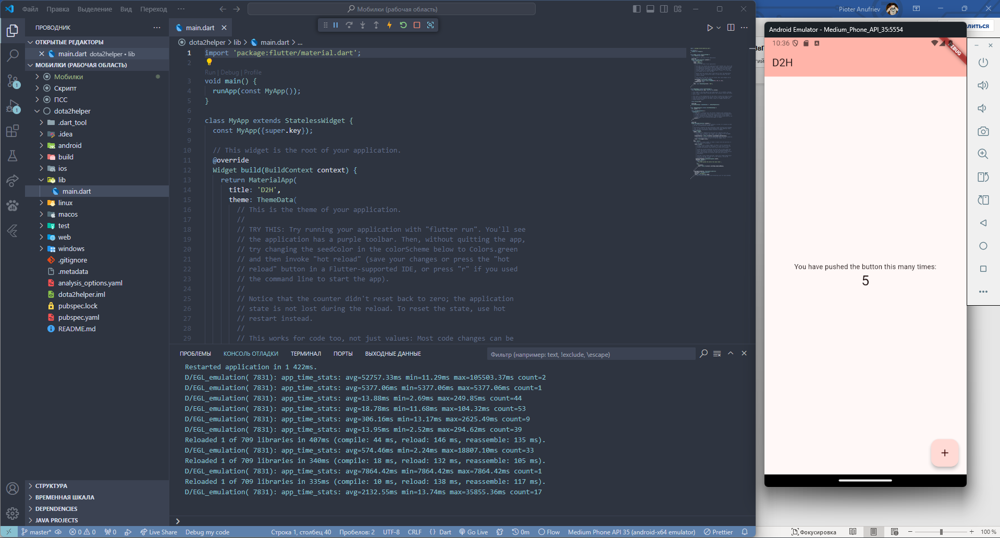 Файл Правка Выделение Вид Переход ···
Мобилки (рабочая область)
Pioter Anufriev
ПРОВОДНИК
ОТКРЫТЫЕ РЕДАКТОРЫ
main.dart dota2helper • lib
МОБИЛКИ (РАБОЧАЯ ОБЛАСТЬ)
Мобилки
Скрипт
ПСС
dota2helper
.dart_tool
.idea
android
build
ios
lib
main.dart
linux
macos
test
web
windows
.gitignore
.metadata
analysis_options.yaml
dota2helper.iml
pubspec.lock
pubspec.yaml
README.md
СТРУКТУРА
ВРЕМЕННАЯ ШКАЛА
DEPENDENCIES
JAVA PROJECTS
1
1
main.dart
dota2helper > lib > main.dart > ...
1 import 'package:flutter/material.dart';
2
Run | Debug | Profile
3 void main() {
4 runApp(const MyApp());
5 }
6
7 class MyApp extends StatelessWidget {
8 const MyApp({super.key});
9
10 // This widget is the root of your application.
11 @override
12 Widget build(BuildContext context) {
13 return MaterialApp(
14 title: 'D2H',
15 theme: ThemeData(
16 // This is the theme of your application.
17 //
18 // TRY THIS: Try running your application with "flutter run". You'll see
19 // the application has a purple toolbar. Then, without quitting the app,
20 // try changing the seedColor in the colorScheme below to Colors.green
21 // and then invoke "hot reload" (save your changes or press the "hot
22 // reload" button in a Flutter-supported IDE, or press "r" if you used
23 // the command line to start the app).
24 //
25 // Notice that the counter didn't reset back to zero; the application
26 // state is not lost during the reload. To reset the state, use hot
27 // restart instead.
28 //
29 // This works for code too, not just values: Most code changes can be
ПРОБЛЕМЫ КОНСОЛЬ ОТЛАДКИ ТЕРМИНАЛ ПОРТЫ ВЫХОДНЫЕ ДАННЫЕ
Фильтр (например: text, !exclude, \escape)
Restarted application in 1 422ms.
D/EGL_emulation( 7831): app_time_stats: avg=52757.33ms min=11.29ms max=105503.37ms count=2
D/EGL_emulation( 7831): app_time_stats: avg=5377.06ms min=5377.06ms max=5377.06ms count=1
D/EGL_emulation( 7831): app_time_stats: avg=13.88ms min=2.69ms max=249.85ms count=44
D/EGL_emulation( 7831): app_time_stats: avg=18.78ms min=11.68ms max=104.32ms count=53
D/EGL_emulation( 7831): app_time_stats: avg=306.16ms min=13.17ms max=2625.49ms count=9
D/EGL_emulation( 7831): app_time_stats: avg=13.95ms min=2.52ms max=294.62ms count=39
Reloaded 1 of 709 libraries in 407ms (compile: 44 ms, reload: 146 ms, reassemble: 135 ms).
D/EGL_emulation( 7831): app_time_stats: avg=574.46ms min=2.24ms max=18807.10ms count=33
Reloaded 1 of 709 libraries in 340ms (compile: 18 ms, reload: 132 ms, reassemble: 105 ms).
D/EGL_emulation( 7831): app_time_stats: avg=7864.42ms min=7864.42ms max=7864.42ms count=1
Reloaded 1 of 709 libraries in 335ms (compile: 10 ms, reload: 138 ms, reassemble: 117 ms).
D/EGL_emulation( 7831): app_time_stats: avg=2132.55ms min=13.74ms max=35855.36ms count=17
master* 0 0 0 Live Share Debug my code
Строка 1, столбец 40 Пробелов: 2 UTF-8 CRLF {} Dart Go Live 0m Flow Medium Phone API 35 (android-x64 emulator) Prettier
Android Emulator - Medium_Phone_API_35:5554
10:36
D2H
You have pushed the button this many times:
5
+
Фокусировка
100 %